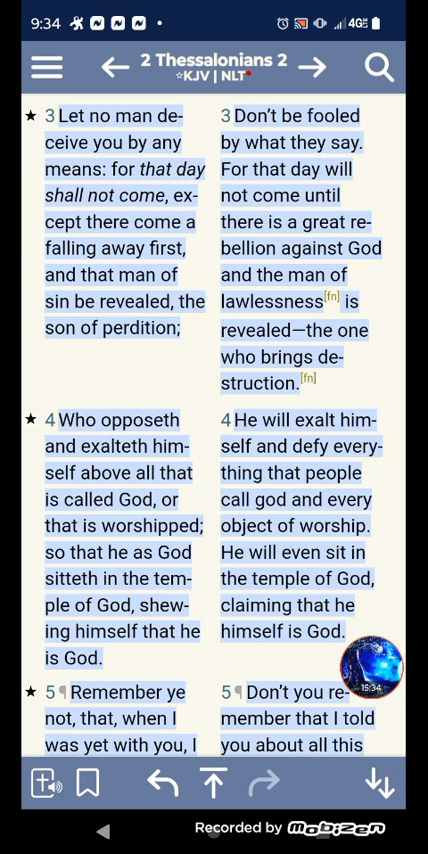 9:34
4G
2 Thessalonians 2
☆KJV | NLT*
★ 3 Let no man de-
ceive you by any
means: for that day
shall not come, ex-
cept there come a
falling away first,
and that man of
sin be revealed, the
son of perdition;
3 Don't be fooled
by what they say.
For that day will
not come until
there is a great re-
bellion against God
and the man of
lawlessness[fn] is
revealed—the one
who brings de-
struction.[fn]
★ 4 Who opposeth
and exalteth him-
self above all that
is called God, or
that is worshipped;
so that he as God
sitteth in the tem-
ple of God, shew-
ing himself that he
is God.
4 He will exalt him-
self and defy every-
thing that people
call god and every
object of worship.
He will even sit in
the temple of God,
claiming that he
himself is God.
15:34
★ 5 ¶ Remember ye
not, that, when I
was yet with you, I
5 ¶ Don't you re-
member that I told
you about all this
Recorded by Mobizen